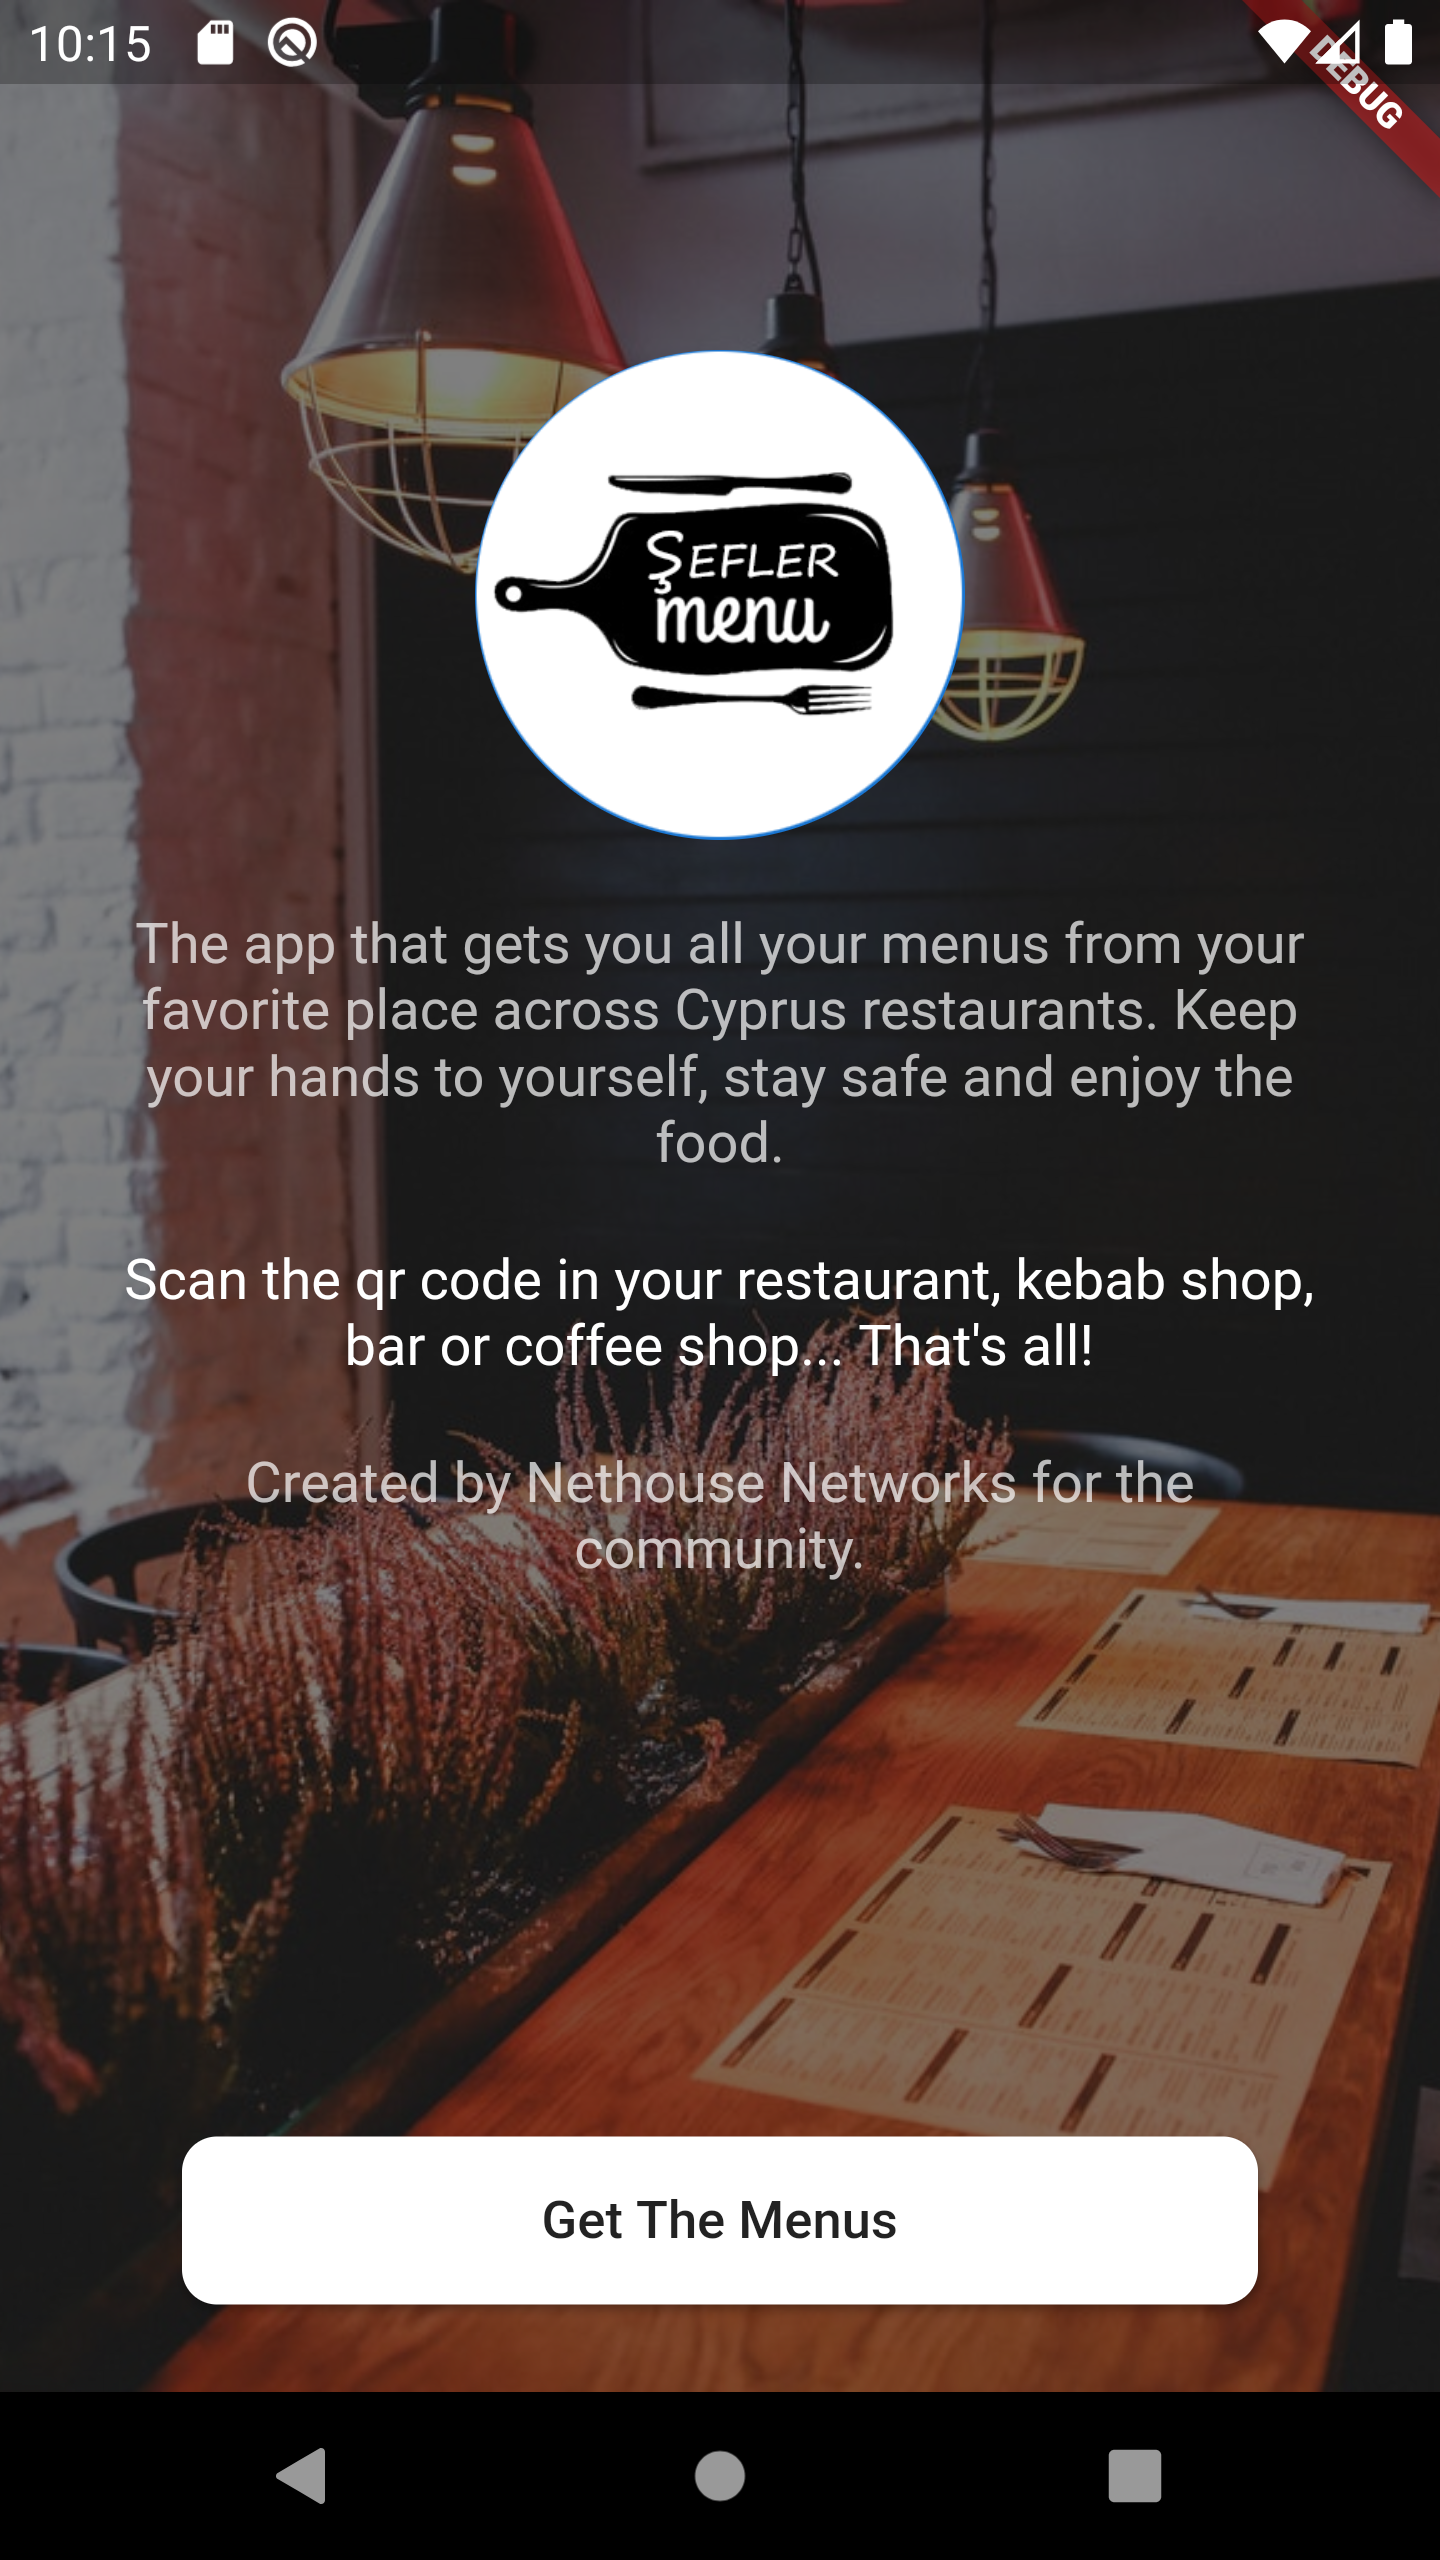 10:15
DEBUG
ŞEFLER
menu
The app that gets you all your menus from your
favorite place across Cyprus restaurants. Keep
your hands to yourself, stay safe and enjoy the
food.
Scan the qr code in your restaurant, kebab shop,
bar or coffee shop... That's all!
Created by Nethouse Networks for the
community.
Get The Menus